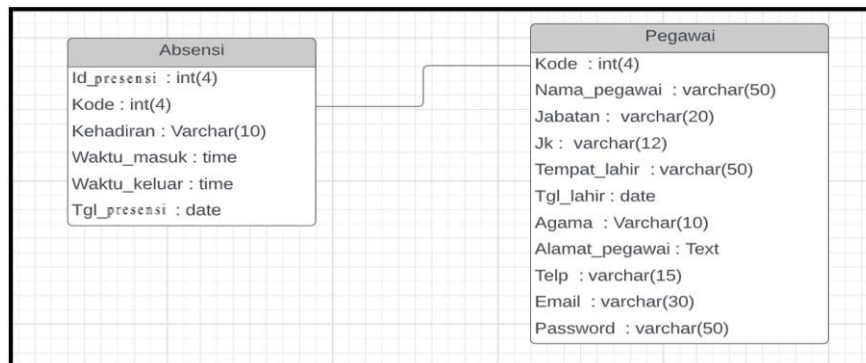 Absensi
Id_presensi : int(4)
Kode : int(4)
Kehadiran : Varchar(10)
Waktu_masuk : time
Waktu_keluar : time
Tgl_presensi : date
Pegawai
Kode : int(4)
Nama_pegawai : varchar(50)
Jabatan : varchar(20)
Jk : varchar(12)
Tempat_lahir : varchar(50)
Tgl_lahir : date
Agama : Varchar(10)
Alamat_pegawai : Text
Telp : varchar(15)
Email : varchar(30)
Password : varchar(50)